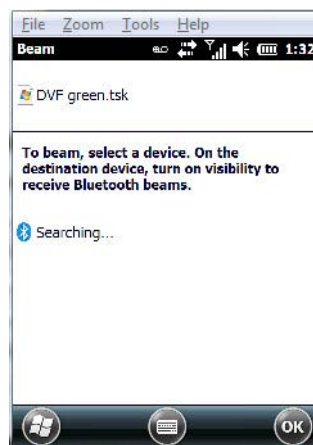 File Zoom Tools Help
Beam 1:32
DVF green.tsk
To beam, select a device. On the
destination device, turn on visibility to
receive Bluetooth beams.
Searching...
OK